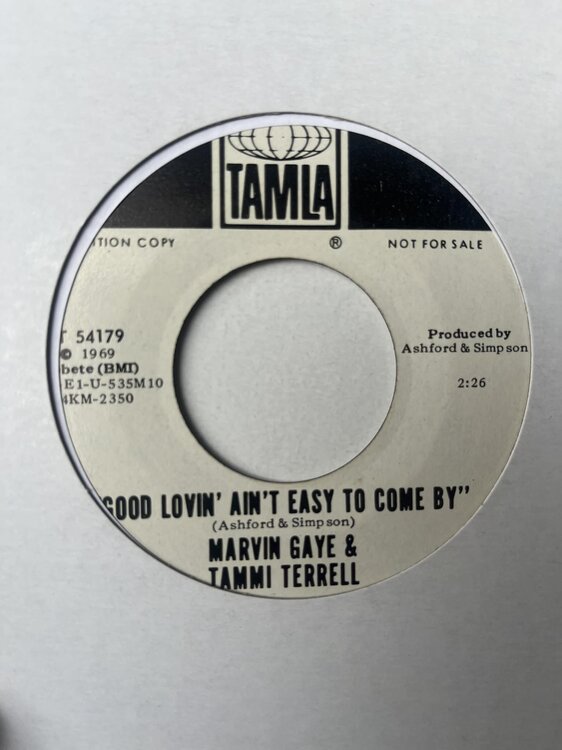 TAMLA
®
ITION COPY
NOT FOR SALE
T 54179
© 1969
bete (BMI)
E1-U-535M10
4KM-2350
Produced by
Ashford & Simpson
2:26
GOOD LOVIN' AIN'T EASY TO COME BY"
(Ashford & Simpson)
MARVIN GAYE &
TAMMI TERRELL